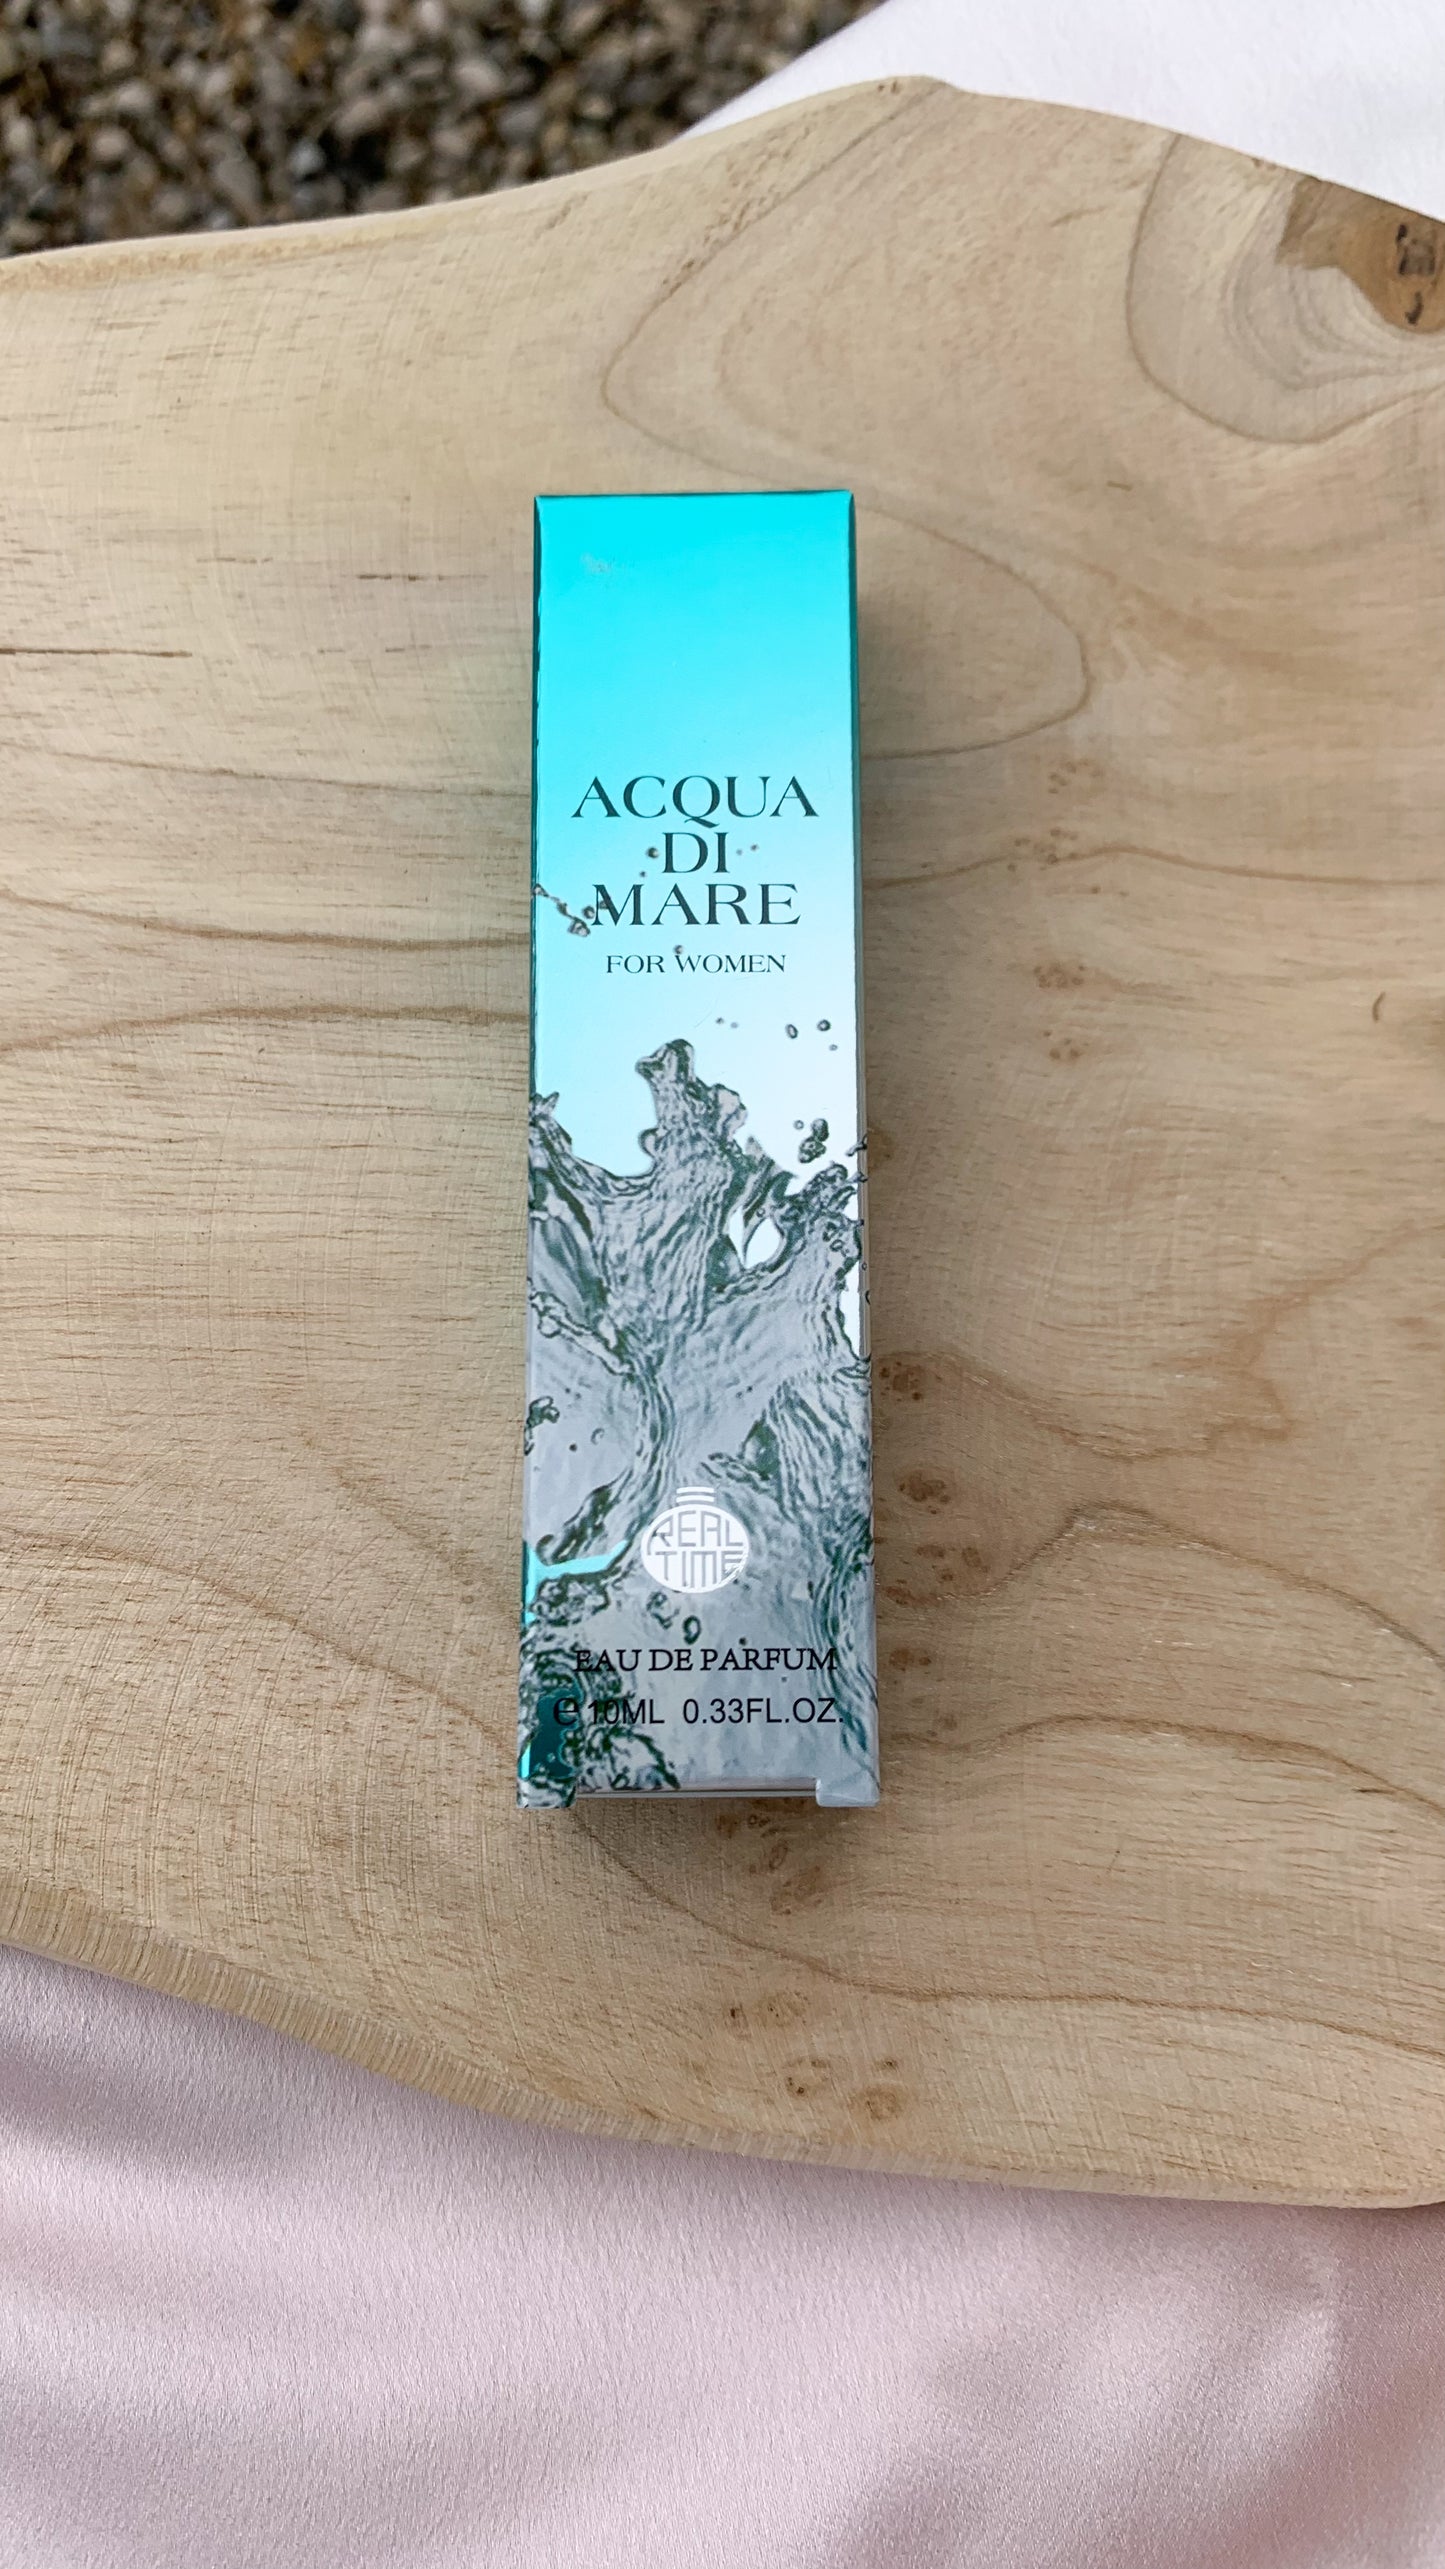 ACQUA
DI
MARE
FOR WOMEN
REAL
TIME
EAU DE PARFUM
e 10ML 0.33FL.OZ.